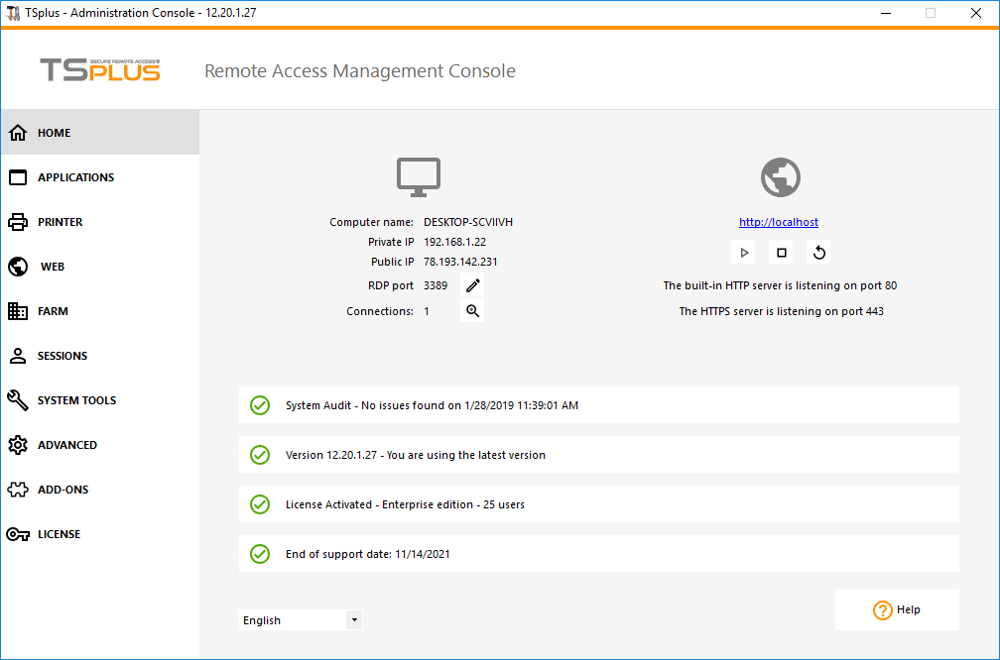 TSplus - Administration Console - 12.20.1.27
TSPLUS
SECURE REMOTE ACCESS®
Remote Access Management Console
HOME
APPLICATIONS
PRINTER
WEB
FARM
SESSIONS
SYSTEM TOOLS
ADVANCED
ADD-ONS
LICENSE
Computer name: DESKTOP-SCVIIVH
Private IP 192.168.1.22
Public IP 78.193.142.231
RDP port 3389
Connections: 1
http://localhost
The built-in HTTP server is listening on port 80
The HTTPS server is listening on port 443
System Audit - No issues found on 1/28/2019 11:39:01 AM
Version 12.20.1.27 - You are using the latest version
License Activated - Enterprise edition - 25 users
End of support date: 11/14/2021
English
Help